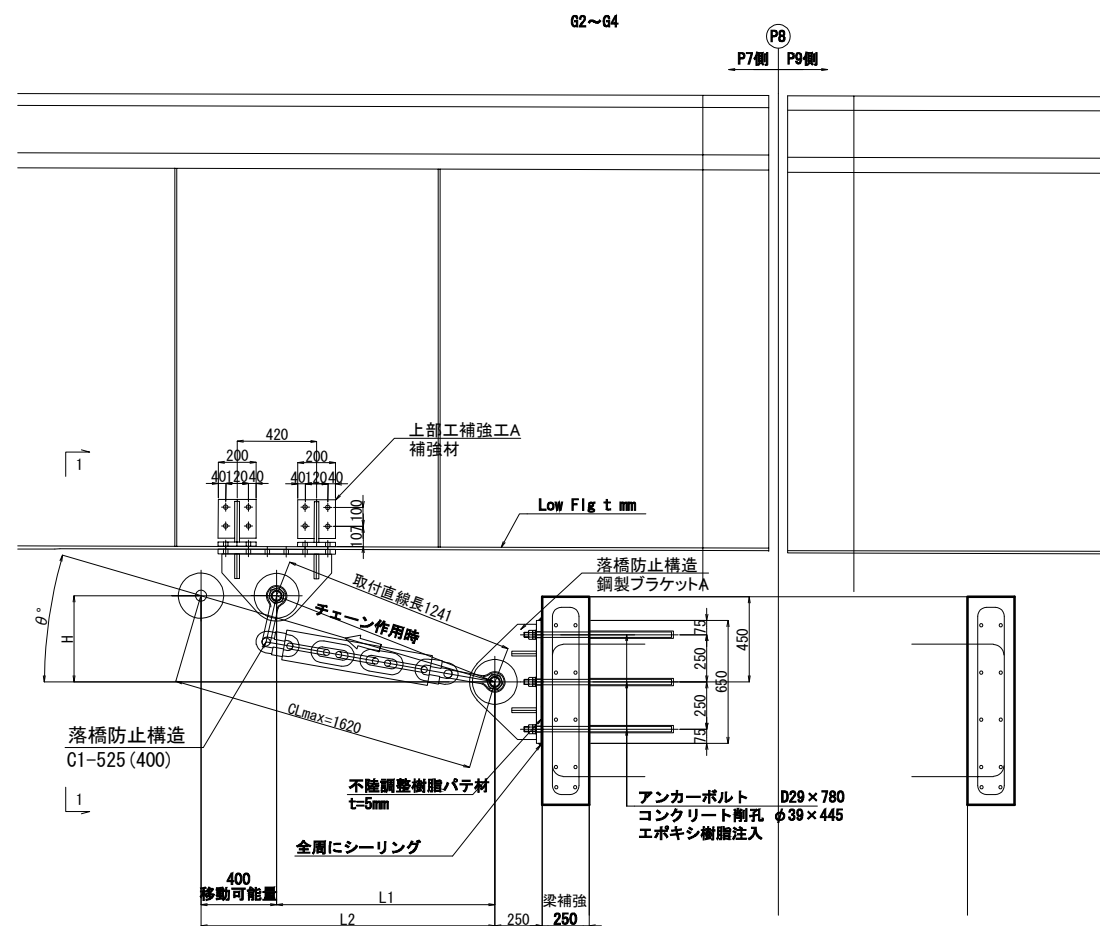 G2～G4
P8
P7側 P9側
420
200 200
40 120 40 40 120 40
100
107
上部工補強工A
補強材
1
Low Flg t mm
落橋防止構造
鋼製ブラケットA
取付直線長1241
チェーン作用時
θ°
H
CLmax=1620
75
250
250
75
650
450
落橋防止構造
C1-525(400)
1
不陸調整樹脂パテ材
t=5mm
アンカーボルト D29×780
コンクリート削孔 φ39×445
エポキシ樹脂注入
全周にシーリング
400
移動可能量
L1
L2
250
梁補強
250